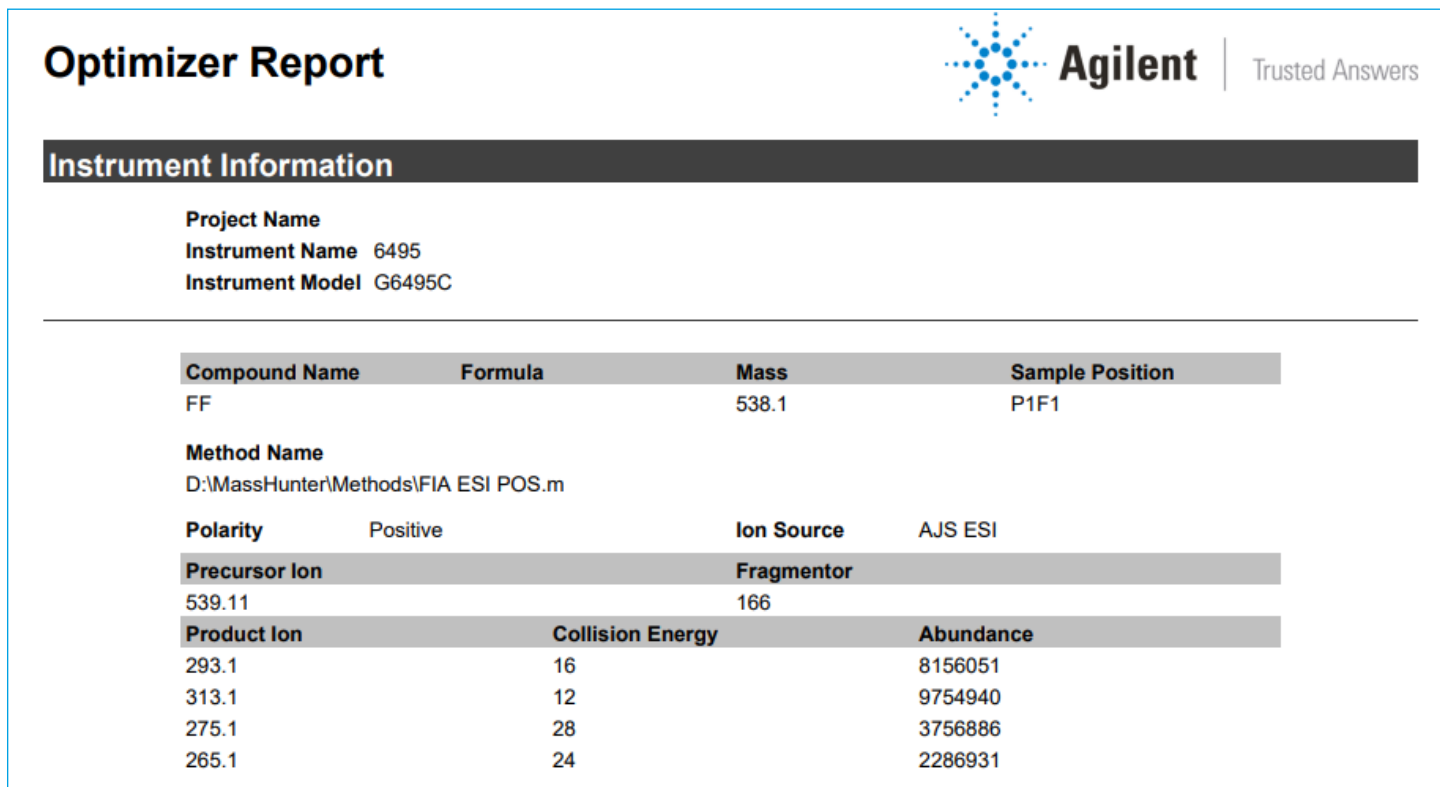 Optimizer Report
Agilent Trusted Answers
Instrument Information
Project Name
Instrument Name 6495
Instrument Model G6495C
Compound Name Formula Mass Sample Position
FF 538.1 P1F1
Method Name
D:\MassHunter\Methods\FIA ESI POS.m
Polarity Positive Ion Source AJS ESI
Precursor Ion Fragmentor
539.11 166
Product Ion Collision Energy Abundance
293.1 16 8156051
313.1 12 9754940
275.1 28 3756886
265.1 24 2286931